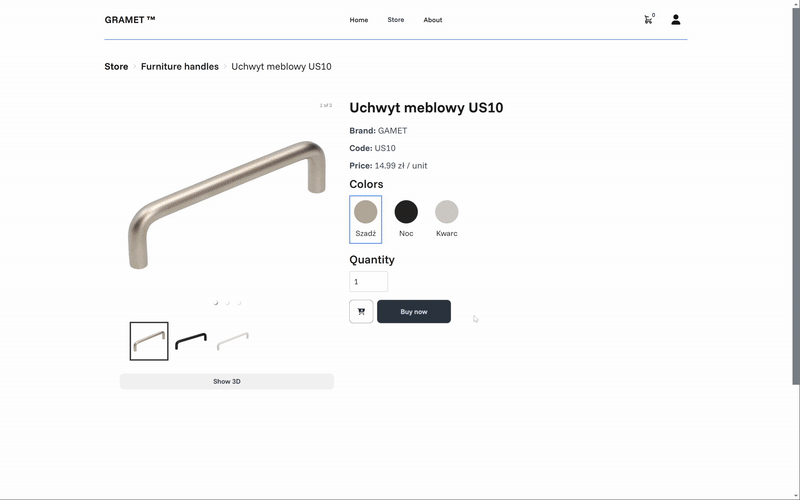 GRAMET ™
Home
Store
About
0
Store
Furniture handles
Uchwyt meblowy US10
1 of 3
Uchwyt meblowy US10
Brand: GAMET
Code: US10
Price: 14.99 zł / unit
Colors
Szadź
Noc
Kwarc
Quantity
1
Buy now
Show 3D